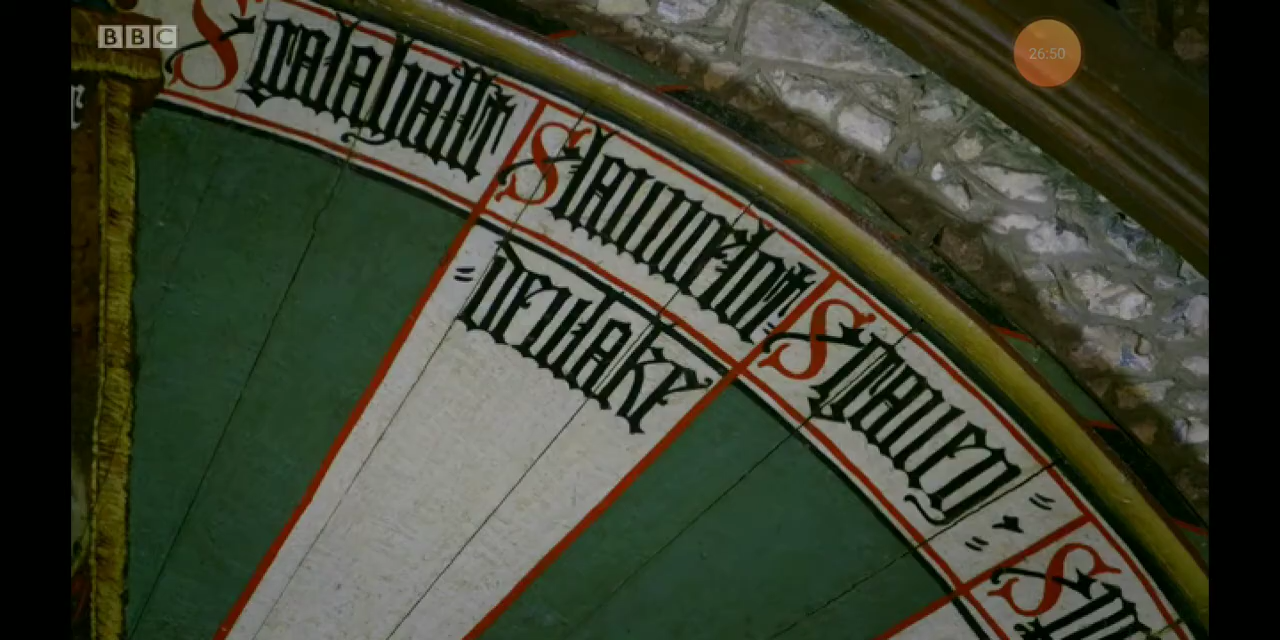 BBC
26:50
S galahallt
S launcelot
deulake
S gauen
S